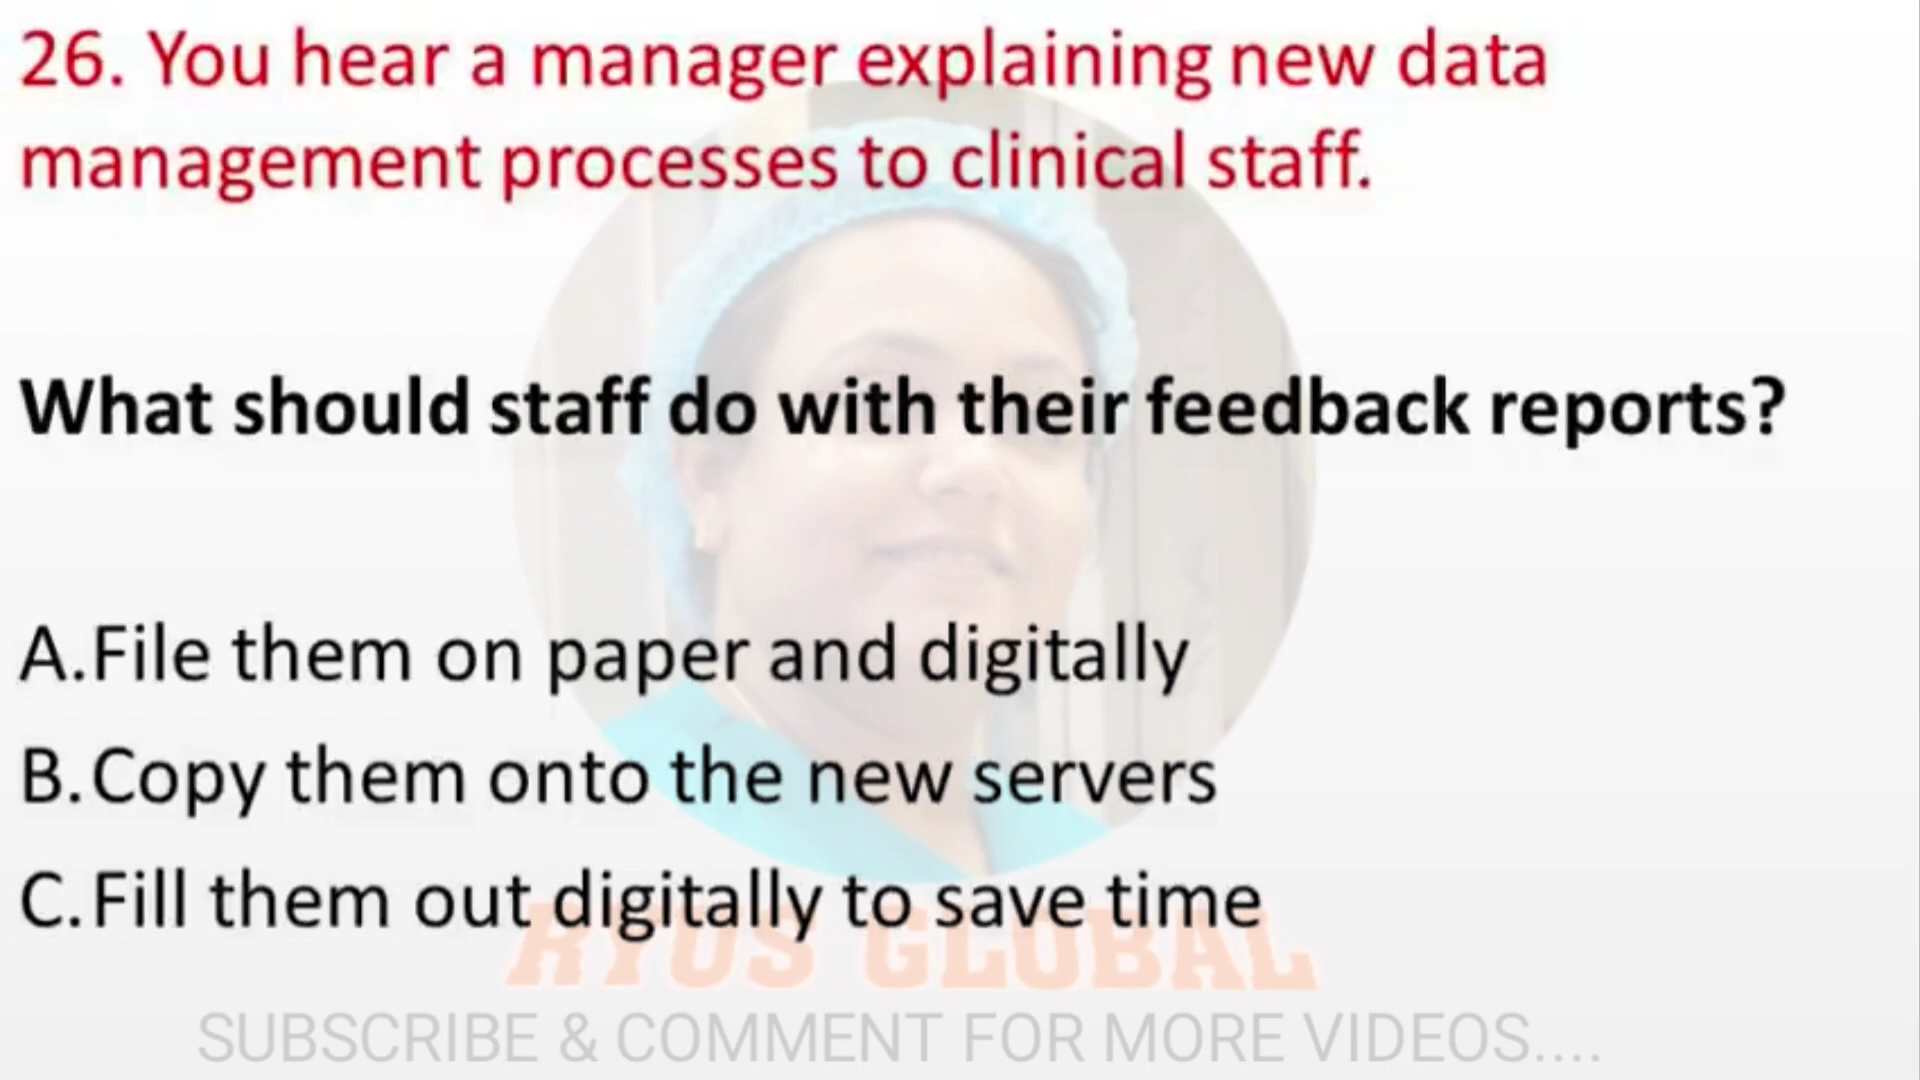 26. You hear a manager explaining new data
management processes to clinical staff.
What should staff do with their feedback reports?
A.File them on paper and digitally
B.Copy them onto the new servers
C.Fill them out digitally to save time
RYUS GLOBAL
SUBSCRIBE & COMMENT FOR MORE VIDEOS....